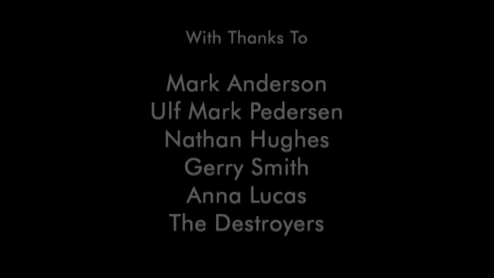 With Thanks To
Mark Anderson
Ulf Mark Pedersen
Nathan Hughes
Gerry Smith
Anna Lucas
The Destroyers